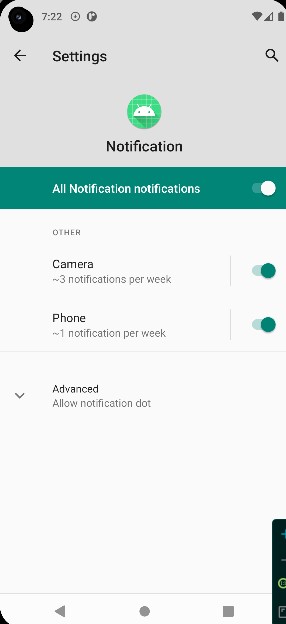 7:22
Settings
Notification
All Notification notifications
OTHER
Camera
~3 notifications per week
Phone
~1 notification per week
Advanced
Allow notification dot